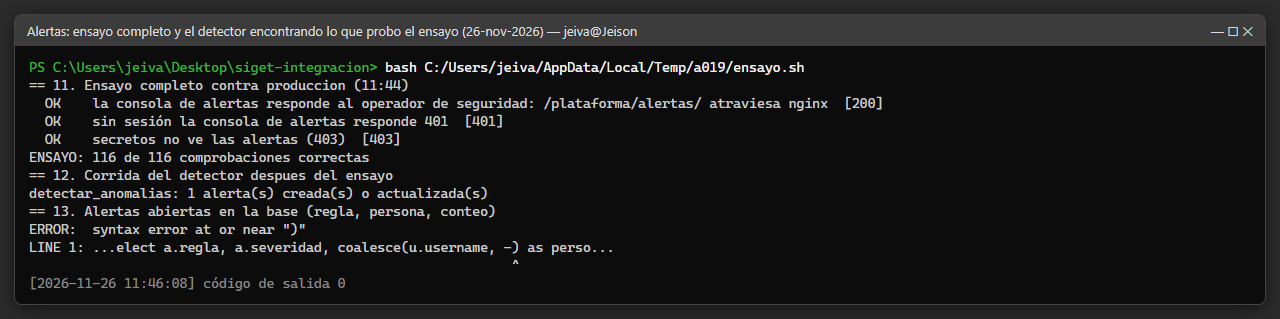 Alertas: ensayo completo y el detector encontrando lo que probo el ensayo (26-nov-2026) — jeiva@Jeison
PS C:\Users\jeiva\Desktop\siget-integracion> bash C:/Users/jeiva/AppData/Local/Temp/a019/ensayo.sh
== 11. Ensayo completo contra produccion (11:44)
OK    la consola de alertas responde al operador de seguridad: /plataforma/alertas/ atraviesa nginx  [200]
OK    sin sesión la consola de alertas responde 401  [401]
OK    secretos no ve las alertas (403)  [403]
ENSAYO: 116 de 116 comprobaciones correctas
== 12. Corrida del detector despues del ensayo
detectar_anomalias: 1 alerta(s) creada(s) o actualizada(s)
== 13. Alertas abiertas en la base (regla, persona, conteo)
ERROR:  syntax error at or near ")"
LINE 1: ...elect a.regla, a.severidad, coalesce(u.username, -) as perso...
^
[2026-11-26 11:46:08] código de salida 0